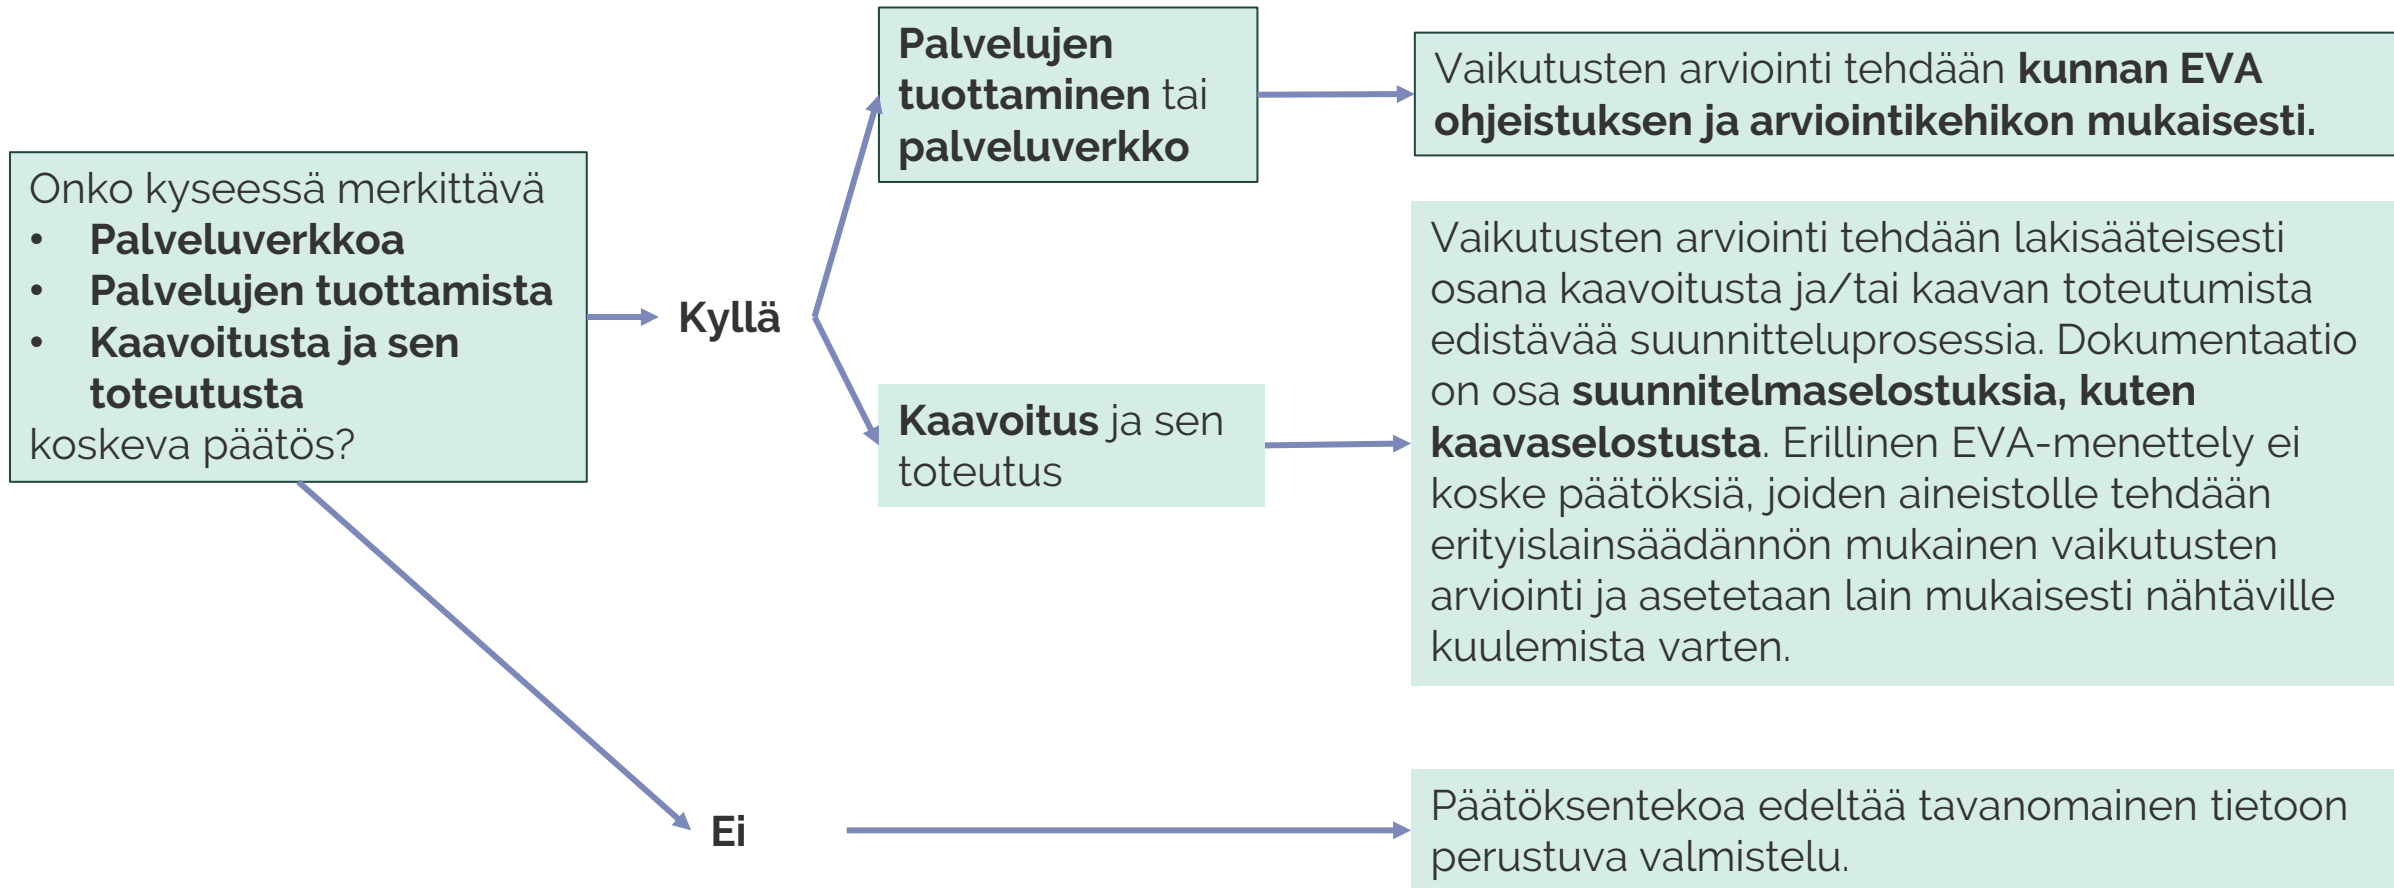 Onko kyseessä merkittävä
• Palveluverkkoa
• Palvelujen tuottamista
• Kaavoitusta ja sen
toteutusta
koskeva päätös?
Kyllä
Palvelujen
tuottaminen tai
palveluverkko
Vaikutusten arviointi tehdään kunnan EVA
ohjeistuksen ja arviointikehikon mukaisesti.
Kaavoitus ja sen
toteutus
Vaikutusten arviointi tehdään lakisääteisesti
osana kaavoitusta ja/tai kaavan toteutumista
edistävää suunnitteluprosessia. Dokumentaatio
on osa suunnitelmaselostuksia, kuten
kaavaselostusta. Erillinen EVA-menettely ei
koske päätöksiä, joiden aineistolle tehdään
erityislainsäädännön mukainen vaikutusten
arviointi ja asetetaan lain mukaisesti nähtäville
kuulemista varten.
Ei
Päätöksentekoa edeltää tavanomainen tietoon
perustuva valmistelu.